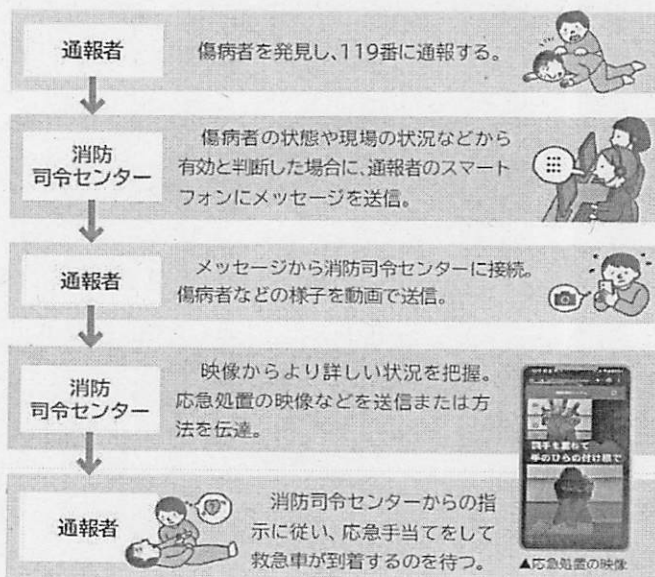 通報者
傷病者を発見し、119番に通報する。
消防
司令センター
傷病者の状態や現場の状況などから
有効と判断した場合に、通報者のスマート
フォンにメッセージを送信。
通報者
メッセージから消防司令センターに接続。
傷病者などの様子を動画で送信。
消防
司令センター
映像からより詳しい状況を把握。
応急処置の映像などを送信または方
法を伝達。
両手を重ねて
手のひらの付け根で
▲応急処置の映像
通報者
消防司令センターからの指
示に従い、応急手当てをして
救急車が到着するのを待つ。